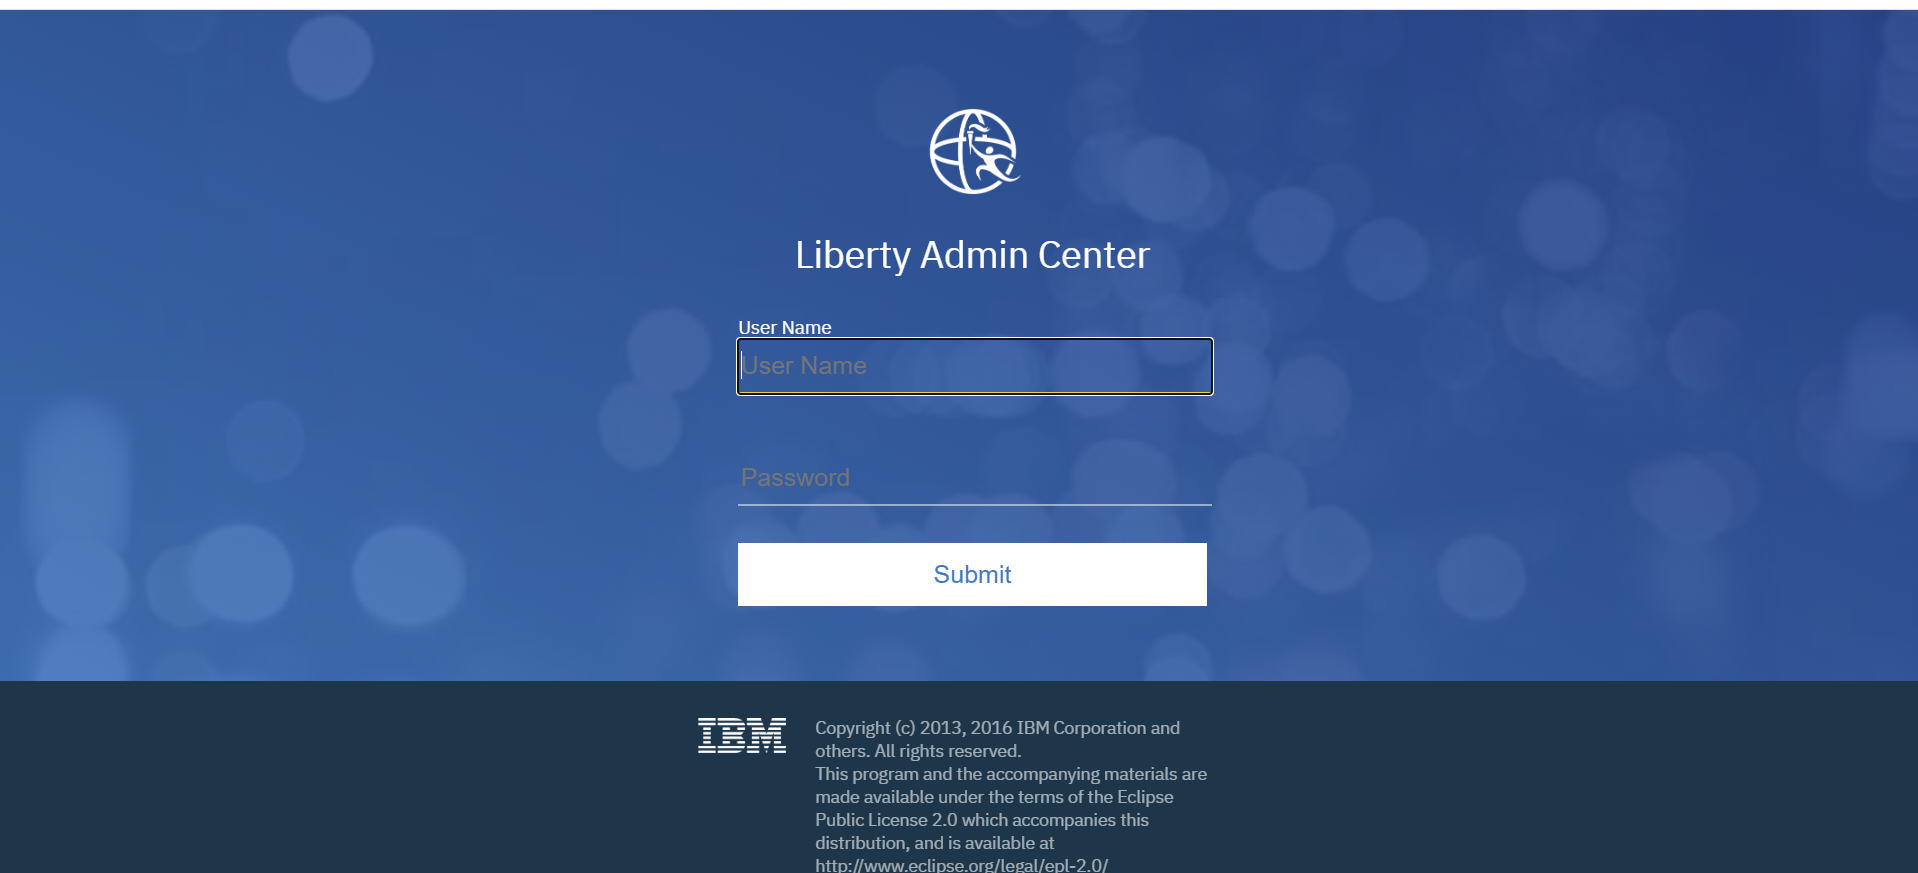 Liberty Admin Center
User Name
User Name
Password
Submit
IBM
Copyright (c) 2013, 2016 IBM Corporation and
others. All rights reserved.
This program and the accompanying materials are
made available under the terms of the Eclipse
Public License 2.0 which accompanies this
distribution, and is available at
http://www.eclipse.org/legal/epl-2.0/